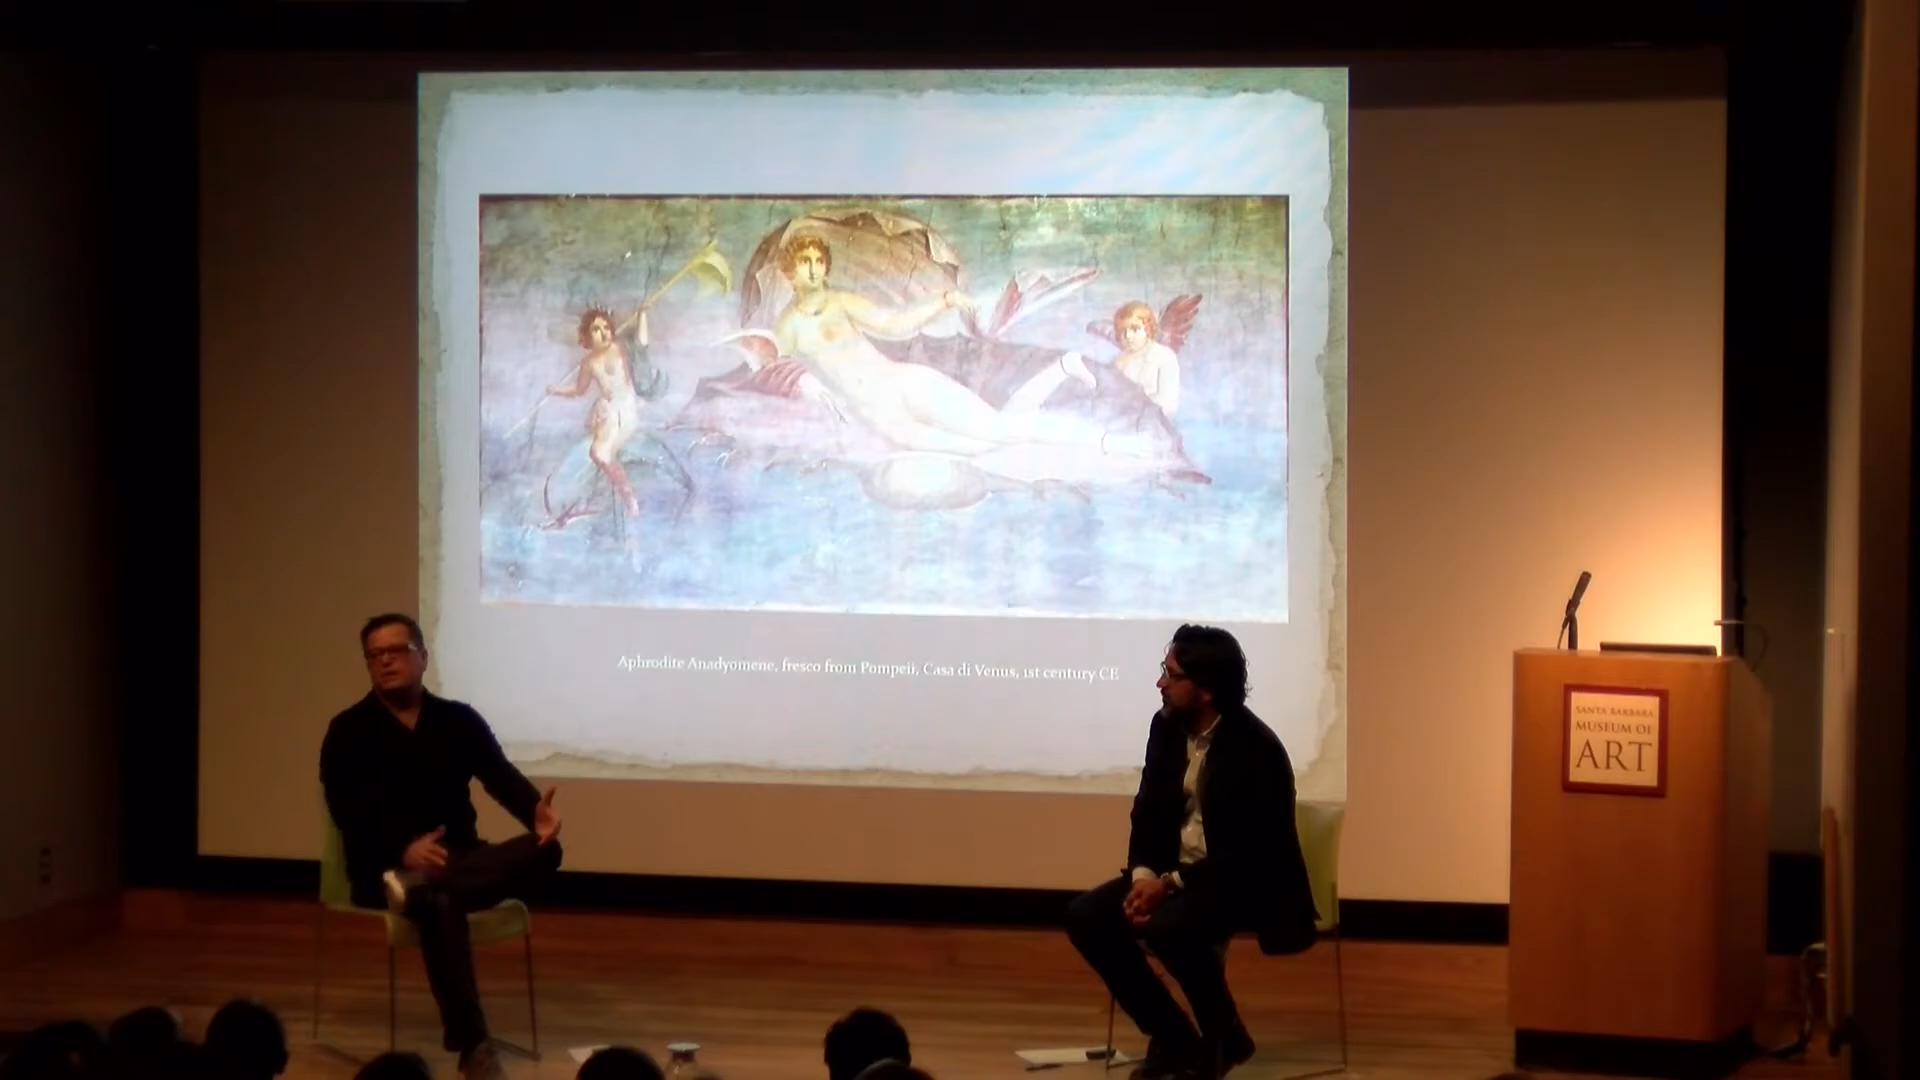 Aphrodite Anadyomene, fresco from Pompeii, Casa di Venus, 1st century CE
SANTA BARBARA
MUSEUM OF
ART